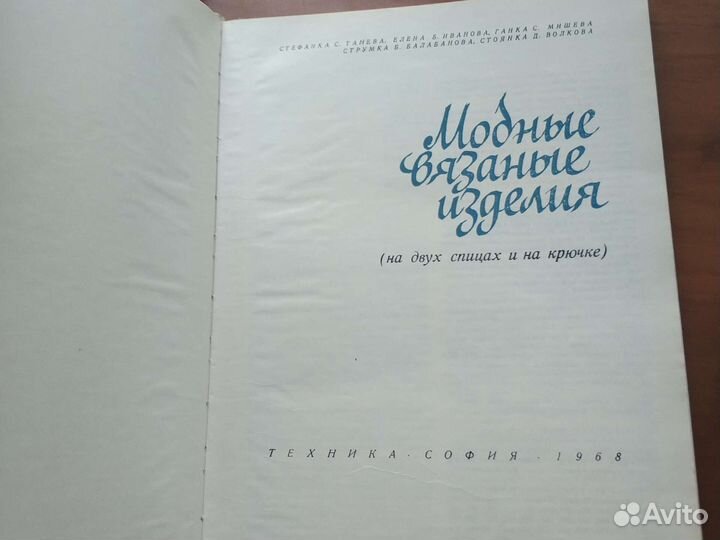 СТЕФАНКА С. ТАНЕВА, ЕЛЕНА Б. ИВАНОВА, ГАНКА С. МИШЕВА
СТРУМКА Б. БАЛАБАНОВА, СТОЯНКА Д. ВОЛКОВА
Модные
вязаные
изделия
(на двух спицах и на крючке)
ТЕХНИКА · СОФИЯ · 1968
Avito